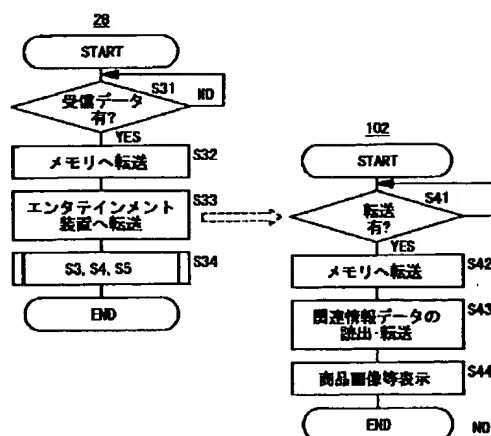 28
START
S31
NO
受信データ
有?
YES
メモリへ転送
S32
エンタテインメント
装置へ転送
S33
S3, S4, S5
S34
END
102
START
S41
転送
有?
YES
メモリへ転送
S42
関連情報データの
読出・転送
S43
商品画像等表示
S44
END
NO